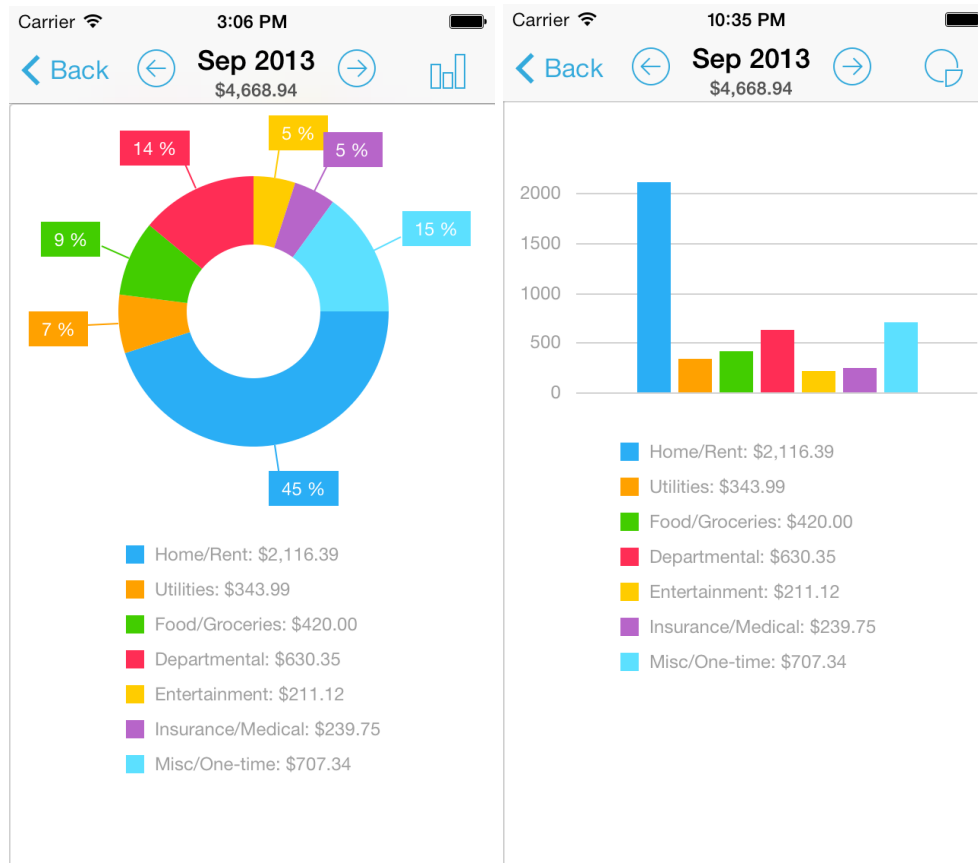 Carrier 3:06 PM
Back Sep 2013
$4,668.94
5 %
14 %
5 %
15 %
9 %
7 %
45 %
Home/Rent: $2,116.39
Utilities: $343.99
Food/Groceries: $420.00
Departmental: $630.35
Entertainment: $211.12
Insurance/Medical: $239.75
Misc/One-time: $707.34
Carrier 10:35 PM
Back Sep 2013
$4,668.94
2000
1500
1000
500
0
Home/Rent: $2,116.39
Utilities: $343.99
Food/Groceries: $420.00
Departmental: $630.35
Entertainment: $211.12
Insurance/Medical: $239.75
Misc/One-time: $707.34